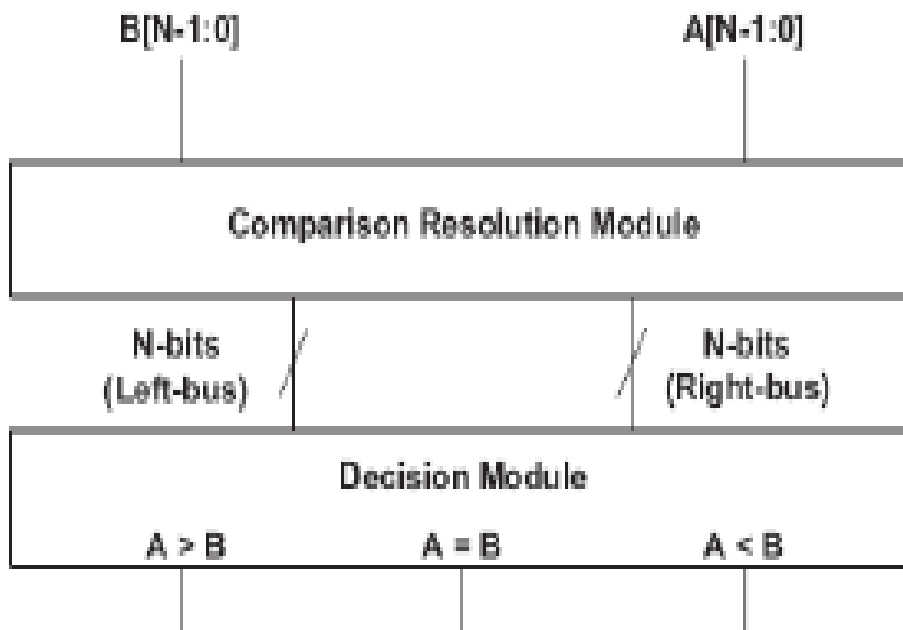 B[N-1:0] A[N-1:0]
Comparison Resolution Module
N-bits
(Left-bus)
N-bits
(Right-bus)
Decision Module
A > B A = B A < B